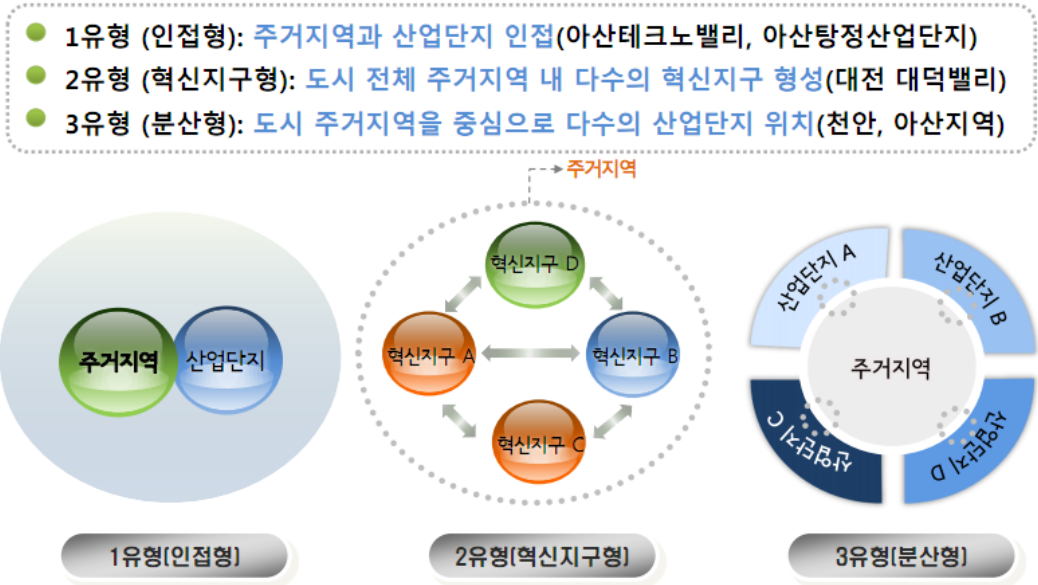 1유형 (인접형): 주거지역과 산업단지 인접(아산테크노밸리, 아산탕정산업단지)
2유형 (혁신지구형): 도시 전체 주거지역 내 다수의 혁신지구 형성(대전 대덕밸리)
3유형 (분산형): 도시 주거지역을 중심으로 다수의 산업단지 위치(천안, 아산지역)
주거지역
주거지역
산업단지
혁신지구 D
혁신지구 A
혁신지구 B
혁신지구 C
산업단지 A
산업단지 B
주거지역
산업단지 C
산업단지 D
1유형(인접형)
2유형(혁신지구형)
3유형(분산형)